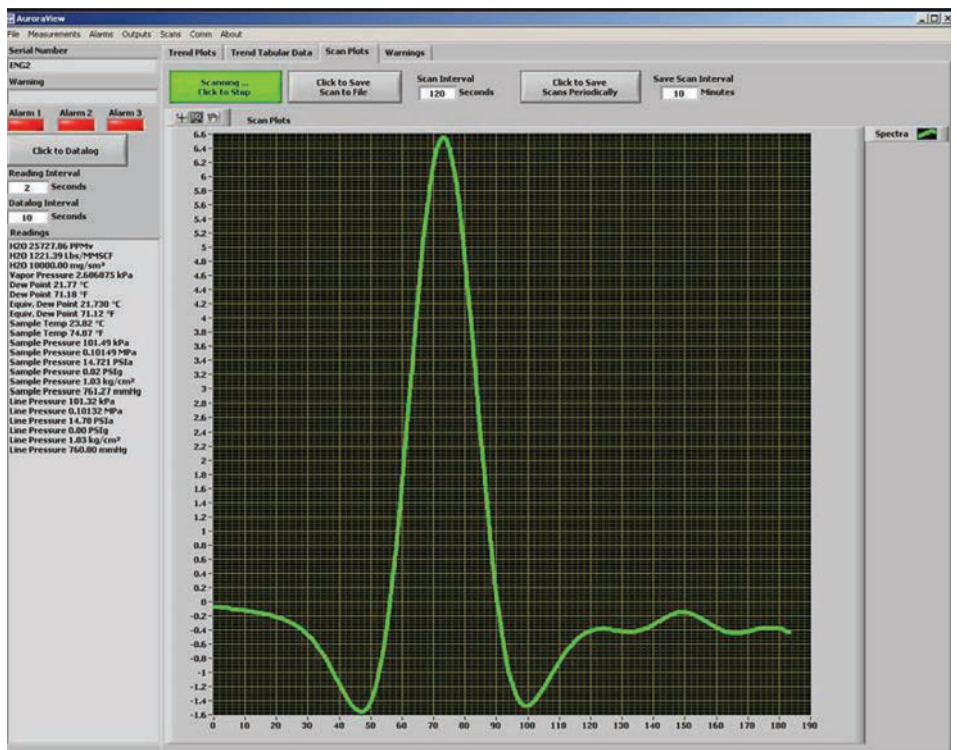 AuroraView
File Measurements Alarms Outputs Scans Comm About
Serial Number
ENG2
Warning
Alarm 1 Alarm 2 Alarm 3
Click to Datalog
Reading Interval
2 Seconds
Datalog Interval
10 Seconds
Readings
H2O 25727.86 PPMv
H2O 1221.39 Lbs/MMSCF
H2O 10000.00 mg/sm³
Vapor Pressure 2.606875 kPa
Dew Point 21.77 °C
Dew Point 71.18 °F
Equiv. Dew Point 21.730 °C
Equiv. Dew Point 71.12 °F
Sample Temp 23.82 °C
Sample Temp 74.87 °F
Sample Pressure 101.49 kPa
Sample Pressure 0.10149 MPa
Sample Pressure 14.721 PSIa
Sample Pressure 0.02 PSIg
Sample Pressure 1.03 kg/cm²
Sample Pressure 761.27 mmHg
Line Pressure 101.32 kPa
Line Pressure 0.10132 MPa
Line Pressure 14.70 PSIa
Line Pressure 0.00 PSIg
Line Pressure 1.03 kg/cm²
Line Pressure 760.00 mmHg
Trend Plots Trend Tabular Data Scan Plots Warnings
Scanning ...
Click to Stop
Click to Save
Scan to File
Scan Interval
120 Seconds
Click to Save
Scans Periodically
Save Scan Interval
10 Minutes
Scan Plots
Spectra
6.6
6.4
6.2
6
5.8
5.6
5.4
5.2
5
4.8
4.6
4.4
4.2
4
3.8
3.6
3.4
3.2
3
2.8
2.6
2.4
2.2
2
1.8
1.6
1.4
1.2
1
0.8
0.6
0.4
0.2
0
-0.2
-0.4
-0.6
-0.8
-1
-1.2
-1.4
-1.6
0 10 20 30 40 50 60 70 80 90 100 110 120 130 140 150 160 170 180 190